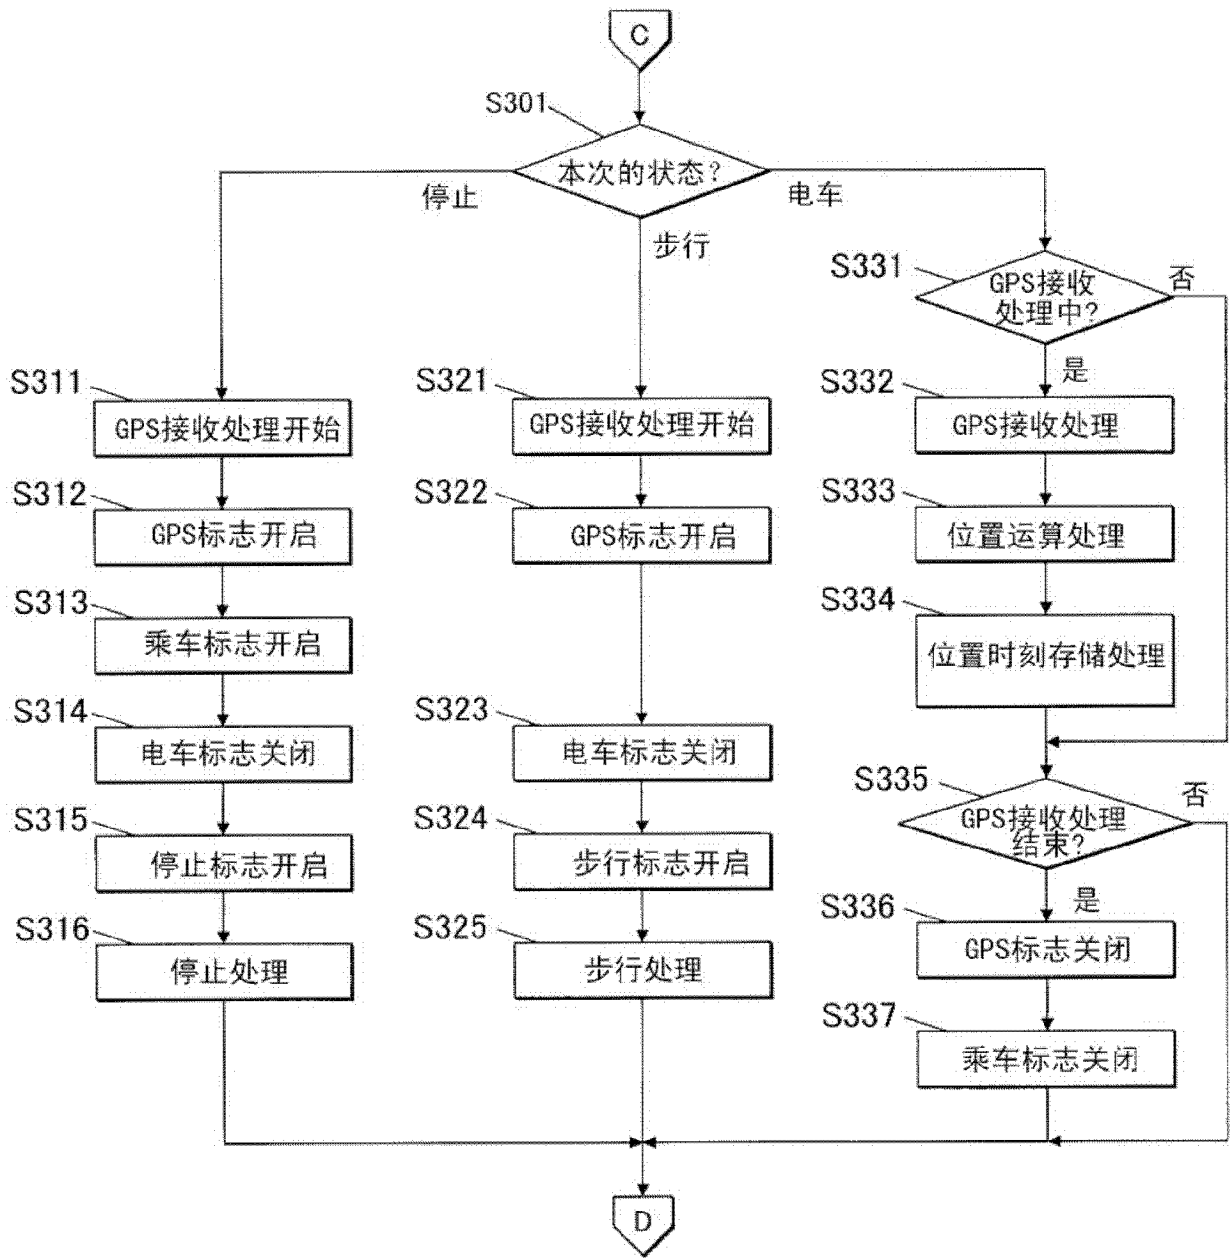 C
S301
本次的状态?
停止
步行
电车
S331
GPS接收
处理中?
否
是
S311
GPS接收处理开始
S312
GPS标志开启
S313
乘车标志开启
S314
电车标志关闭
S315
停止标志开启
S316
停止处理
S321
GPS接收处理开始
S322
GPS标志开启
S323
电车标志关闭
S324
步行标志开启
S325
步行处理
S332
GPS接收处理
S333
位置运算处理
S334
位置时刻存储处理
S335
GPS接收处理
结束?
否
是
S336
GPS标志关闭
S337
乘车标志关闭
D